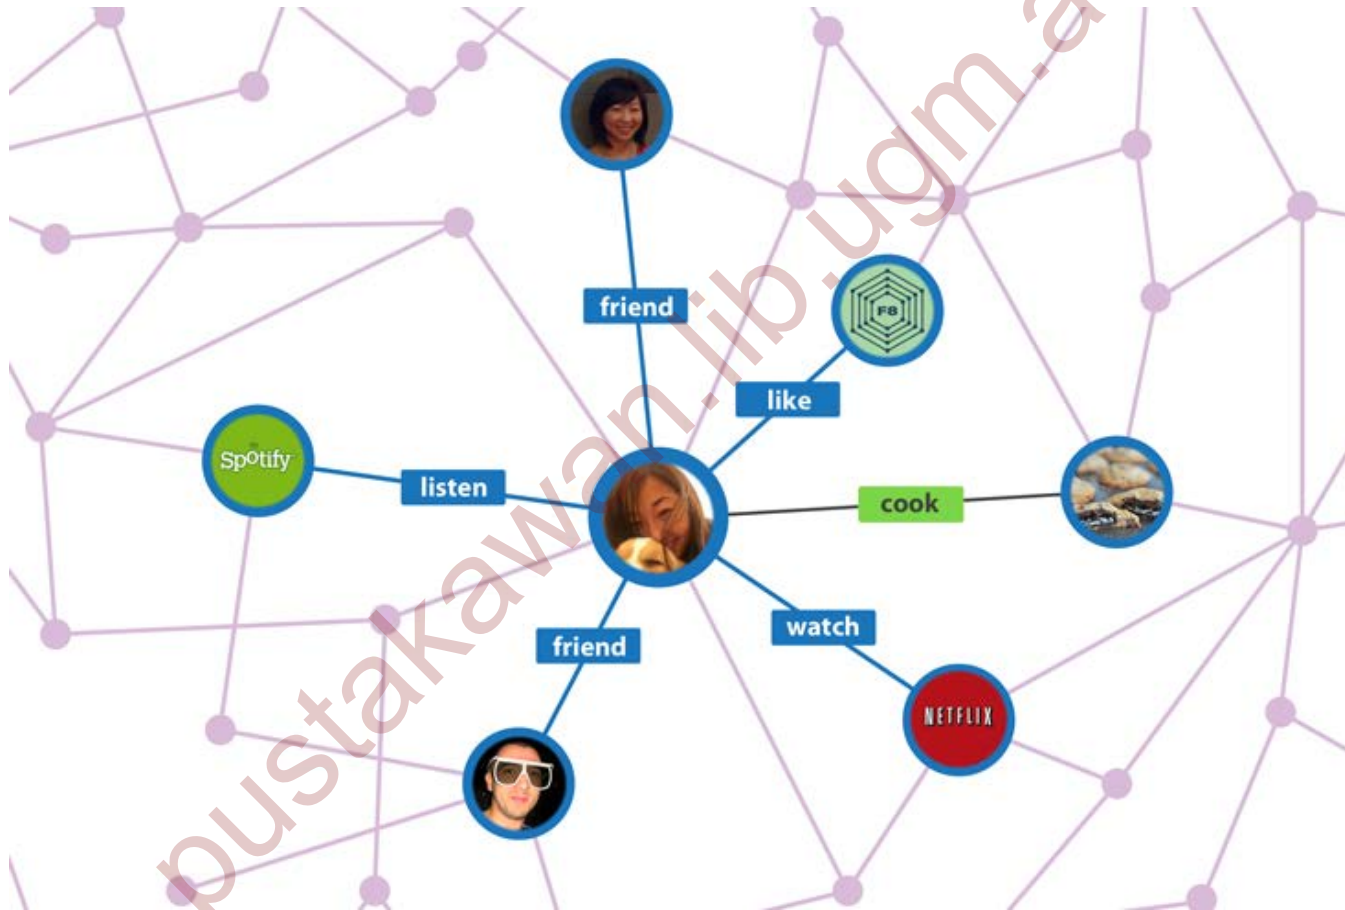 friend
F8
like
Spotify
listen
cook
watch
friend
NETFLIX
pustakawan.lib.ugm.a